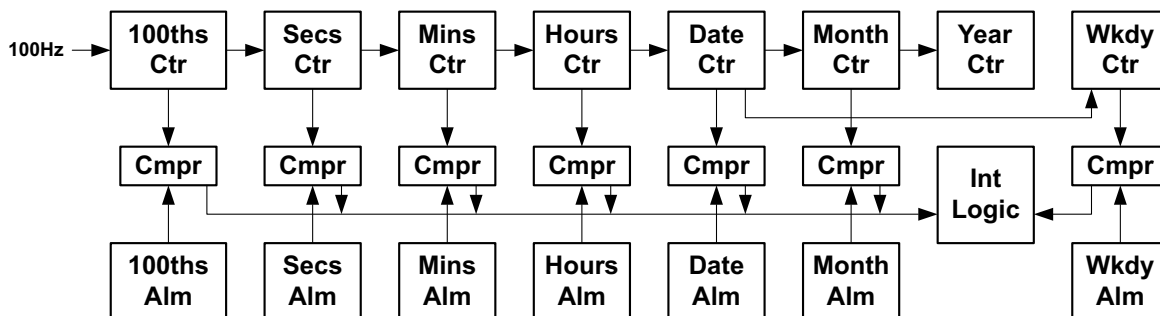 100Hz
100ths
Ctr
Secs
Ctr
Mins
Ctr
Hours
Ctr
Date
Ctr
Month
Ctr
Year
Ctr
Wkdy
Ctr
Cmpr
Cmpr
Cmpr
Cmpr
Cmpr
Cmpr
Int
Logic
Cmpr
100ths
Alm
Secs
Alm
Mins
Alm
Hours
Alm
Date
Alm
Month
Alm
Wkdy
Alm